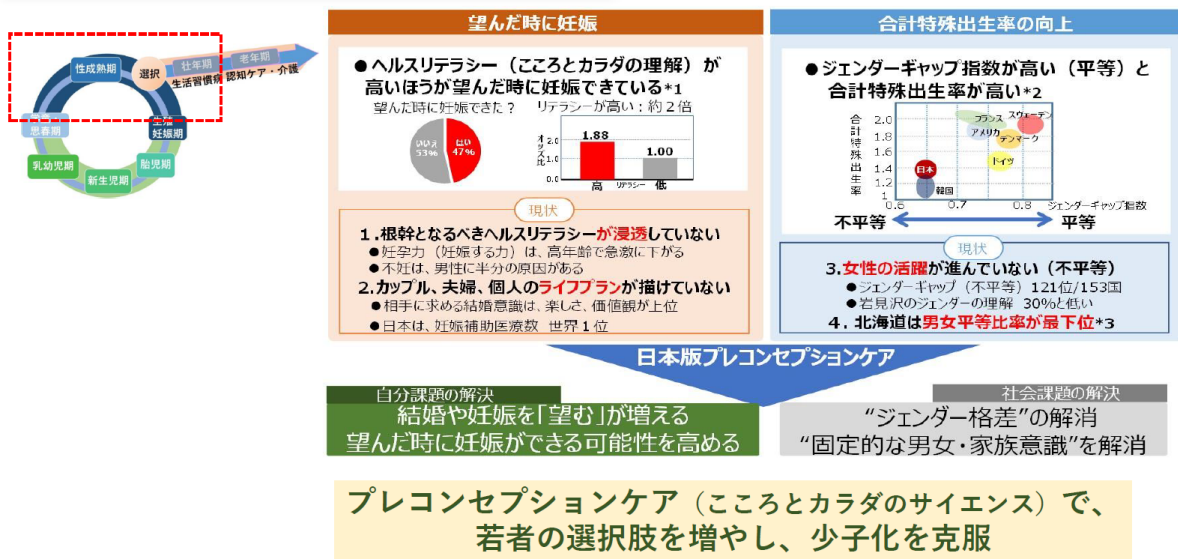 性成熟期
選択
壮年期
老年期
生活習慣病 認知ケア・介護
思春期
妊娠期
乳幼児期
胎児期
新生児期
望んだ時に妊娠
●ヘルスリテラシー（こころとカラダの理解）が
高いほうが望んだ時に妊娠できている*1
望んだ時に妊娠できた？
リテラシーが高い：約２倍
いいえ
53%
はい
47%
オッズ比
2.0
1.0
0.0
1.88
1.00
高
リテラシー
低
現状
１.根幹となるべきヘルスリテラシーが浸透していない
●妊孕力（妊娠する力）は、高年齢で急激に下がる
●不妊は、男性に半分の原因がある
2.カップル、夫婦、個人のライフプランが描けていない
●相手に求める結婚意識は、楽しさ、価値観が上位
●日本は、妊娠補助医療数 世界１位
合計特殊出生率の向上
●ジェンダーギャップ指数が高い（平等）と
合計特殊出生率が高い*2
合計特殊出生率
2.0
1.8
1.6
1.4
1.2
1
フランス
スウェーデン
アメリカ
デンマーク
ドイツ
日本
韓国
0.6
0.7
0.8
ジェンダーギャップ指数
不平等
平等
現状
3.女性の活躍が進んでいない（不平等）
●ジェンダーギャップ（不平等）121位/153国
●岩見沢のジェンダーの理解 30%と低い
４．北海道は男女平等比率が最下位*3
日本版プレコンセプションケア
自分課題の解決
結婚や妊娠を「望む」が増える
望んだ時に妊娠ができる可能性を高める
社会課題の解決
“ジェンダー格差”の解消
“固定的な男女・家族意識”を解消
プレコンセプションケア（こころとカラダのサイエンス）で、
若者の選択肢を増やし、少子化を克服